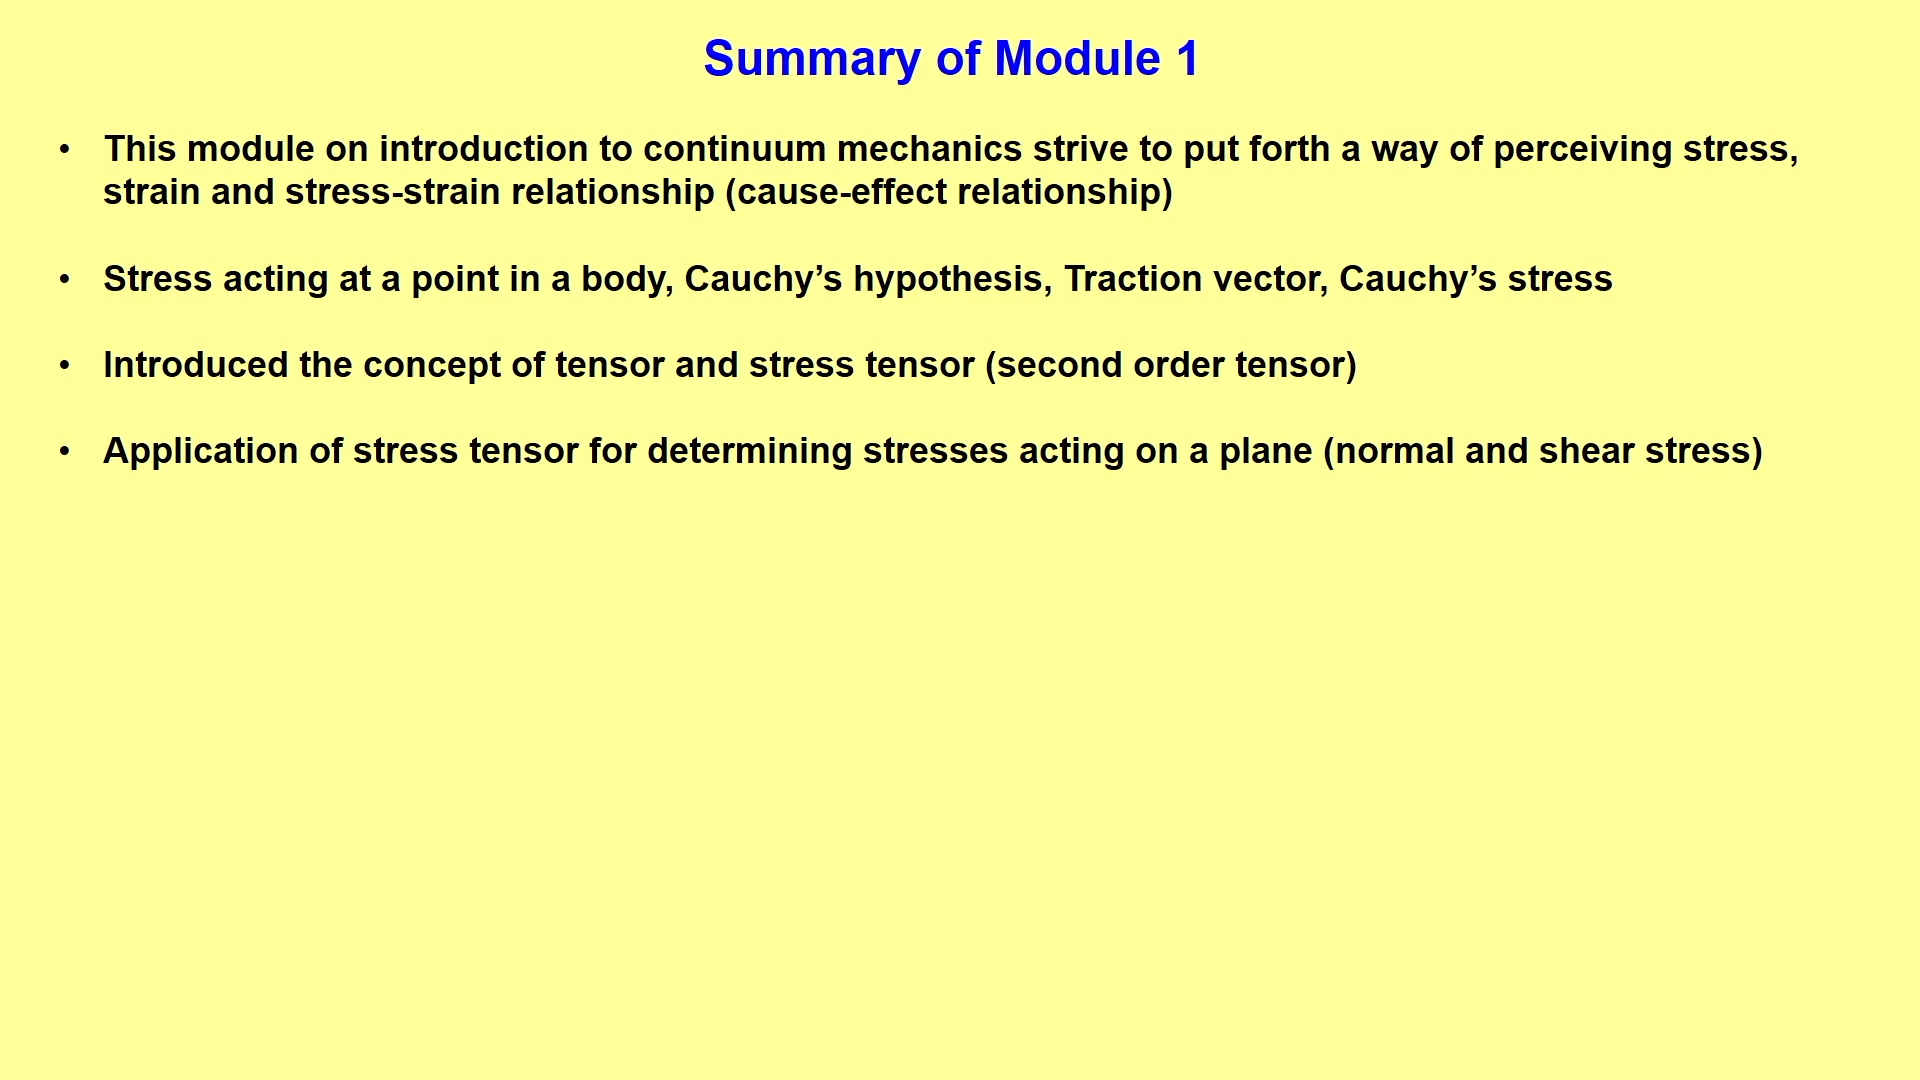 Summary of Module 1
• This module on introduction to continuum mechanics strive to put forth a way of perceiving stress,
strain and stress-strain relationship (cause-effect relationship)
• Stress acting at a point in a body, Cauchy’s hypothesis, Traction vector, Cauchy’s stress
• Introduced the concept of tensor and stress tensor (second order tensor)
• Application of stress tensor for determining stresses acting on a plane (normal and shear stress)